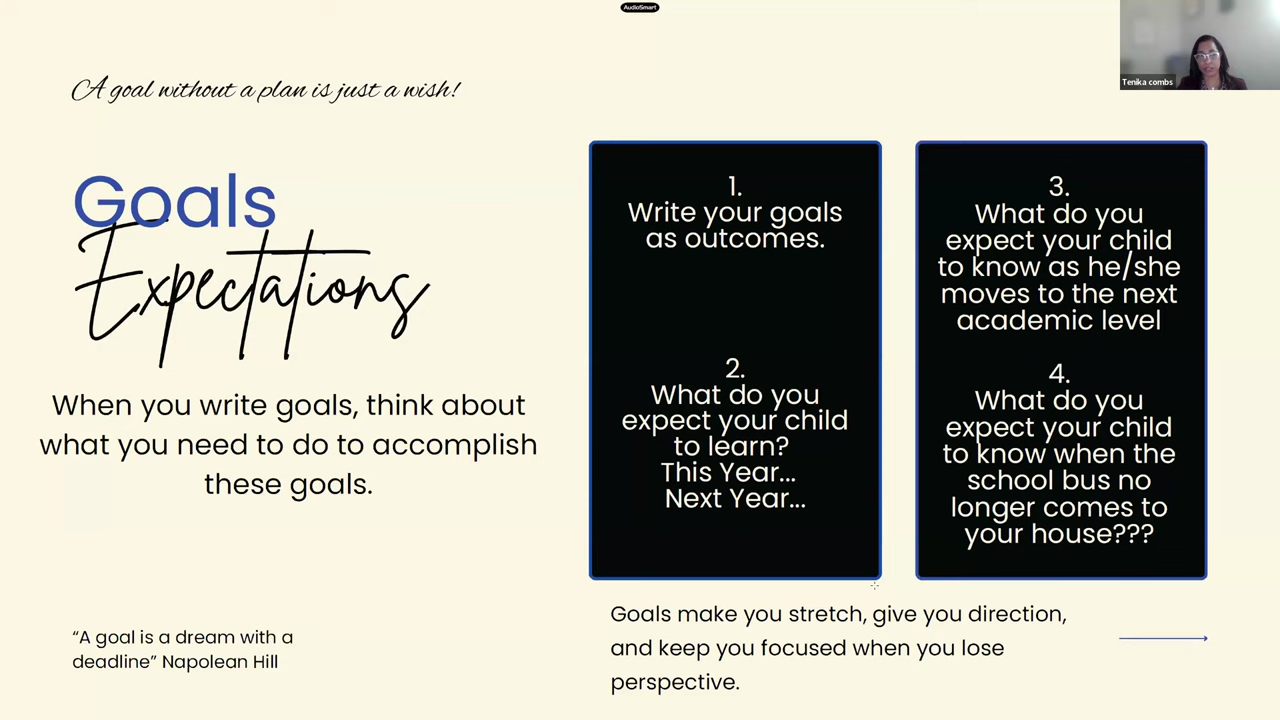 AudioSmart
Tenika combs
A goal without a plan is just a wish!
Goals
Expectations
When you write goals, think about
what you need to do to accomplish
these goals.
“A goal is a dream with a
deadline” Napolean Hill
1.
Write your goals
as outcomes.
2.
What do you
expect your child
to learn?
This Year...
Next Year...
3.
What do you
expect your child
to know as he/she
moves to the next
academic level
4.
What do you
expect your child
to know when the
school bus no
longer comes to
your house???
Goals make you stretch, give you direction,
and keep you focused when you lose
perspective.